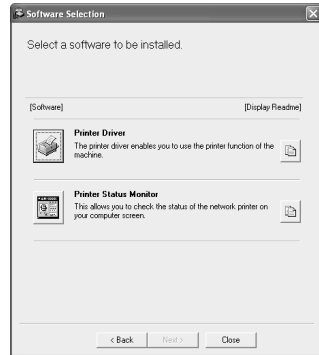 Software Selection
Select a software to be installed.
[Software] [Display Readme]
Printer Driver
The printer driver enables you to use the printer function of the
machine.
Printer Status Monitor
This allows you to check the status of the network printer on
your computer screen.
< Back Next > Close